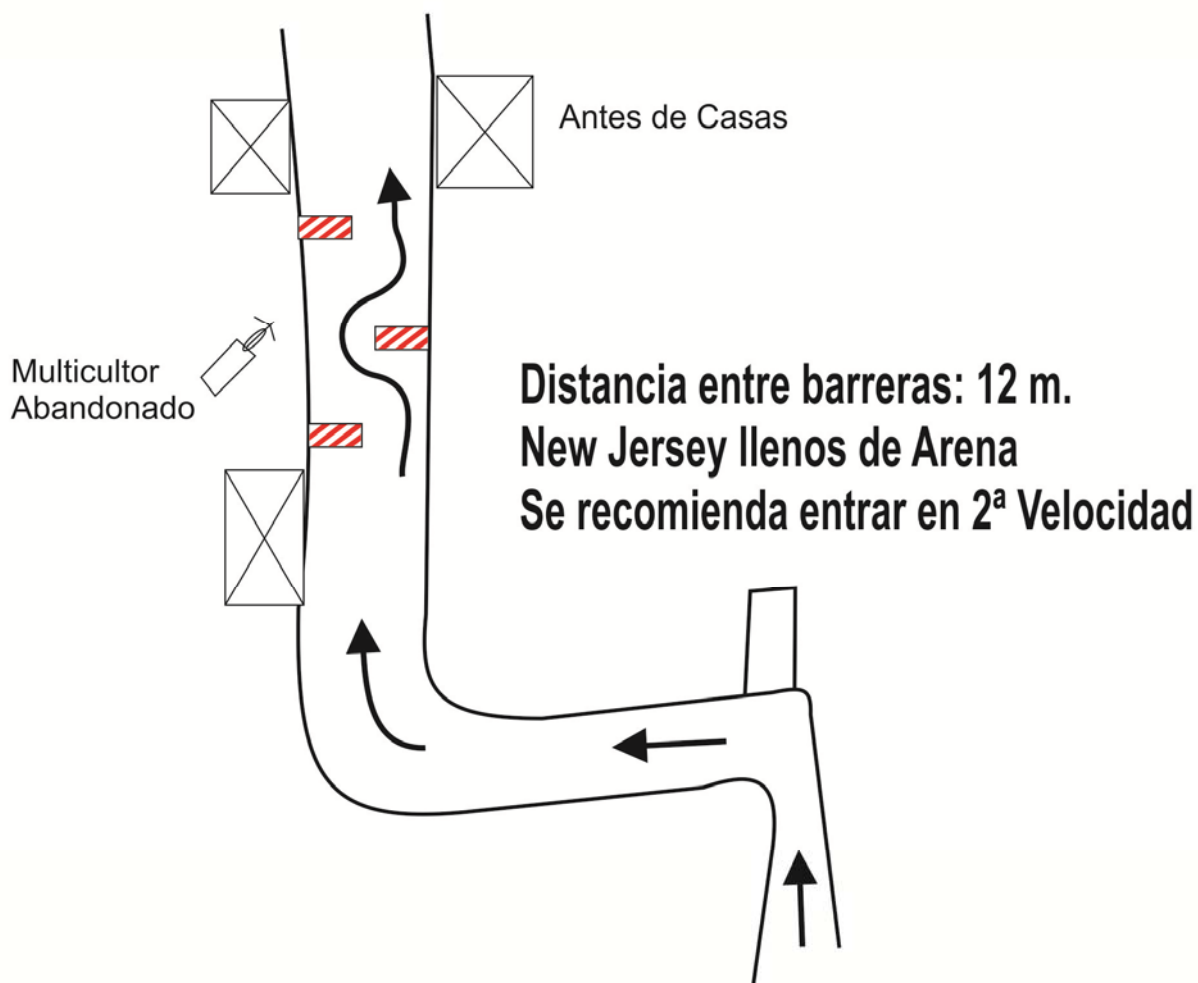 Antes de Casas
Multicultor
Abandonado
Distancia entre barreras: 12 m.
New Jersey llenos de Arena
Se recomienda entrar en 2ª Velocidad